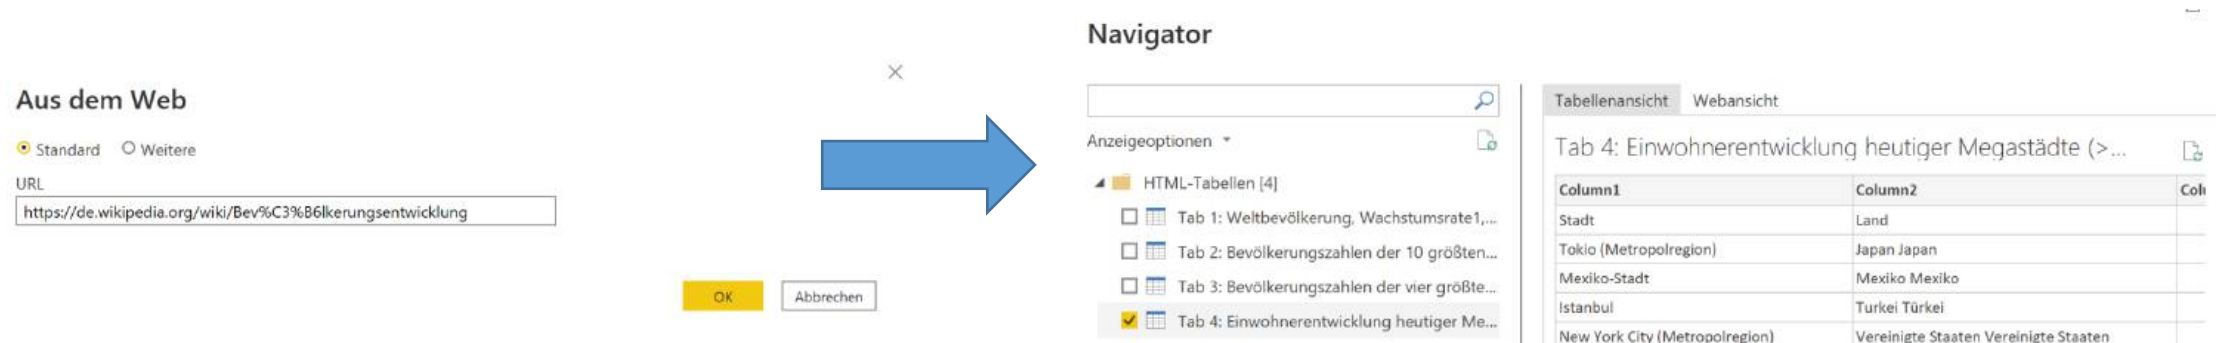 Aus dem Web
Standard Weitere
URL
https://de.wikipedia.org/wiki/Bev%C3%B6lkerungsentwicklung
OK Abbrechen
Navigator
Anzeigeoptionen
HTML-Tabellen [4]
Tab 1: Weltbevölkerung, Wachstumsrate1,...
Tab 2: Bevölkerungszahlen der 10 größten...
Tab 3: Bevölkerungszahlen der vier größte...
Tab 4: Einwohnerentwicklung heutiger Me...
Tabellenansicht Webansicht
Tab 4: Einwohnerentwicklung heutiger Megastädte (>...
Column1 Column2 Colu
Stadt Land
Tokio (Metropolregion) Japan Japan
Mexiko-Stadt Mexiko Mexiko
Istanbul Turkei Türkei
New York City (Metropolregion) Vereinigte Staaten Vereinigte Staaten